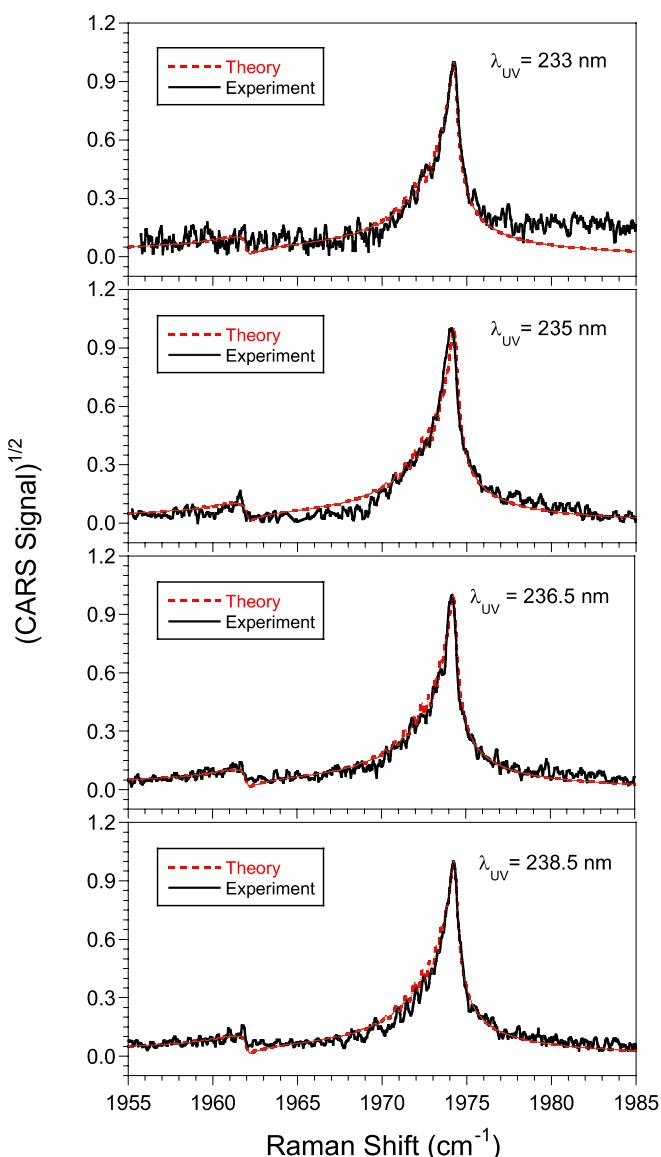 (CARS Signal)1/2
1.2
0.9
0.6
0.3
0.0
Theory
Experiment
λUV = 233 nm
1.2
0.9
0.6
0.3
0.0
Theory
Experiment
λUV = 235 nm
1.2
0.9
0.6
0.3
0.0
Theory
Experiment
λUV = 236.5 nm
1.2
0.9
0.6
0.3
0.0
Theory
Experiment
λUV= 238.5 nm
1955 1960 1965 1970 1975 1980 1985
Raman Shift (cm-1)